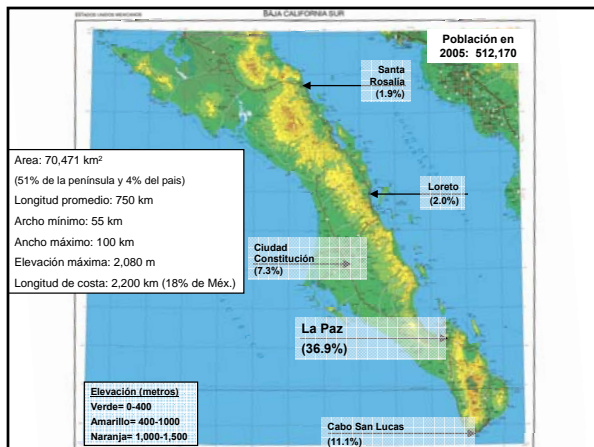 ESTADOS UNIDOS MEXICANOS
BAJA CALIFORNIA SUR
Población en
2005: 512,170
Santa
Rosalía
(1.9%)
Area: 70,471 km²
(51% de la península y 4% del pais)
Longitud promedio: 750 km
Archo mínimo: 55 km
Ancho máximo: 100 km
Elevación máxima: 2,080 m
Longitud de costa: 2,200 km (18% de Méx.)
Loreto
(2.0%)
Ciudad
Constitución
(7.3%)
La Paz
(36.9%)
Elevación (metros)
Verde= 0-400
Amarillo= 400-1000
Naranja= 1,000-1,500
Cabo San Lucas
(11.1%)